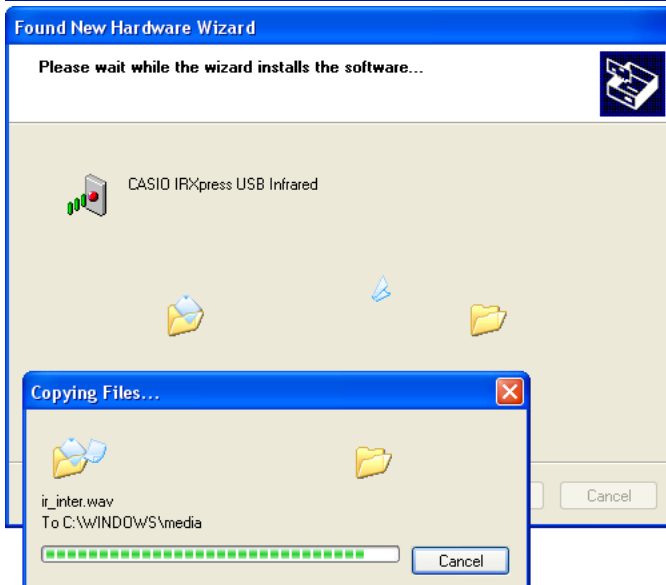 Found New Hardware Wizard
Please wait while the wizard installs the software...
CASIO IRXpress USB Infrared
Copying Files...
ir_inter.wav
To C:\WINDOWS\media
Cancel
Cancel